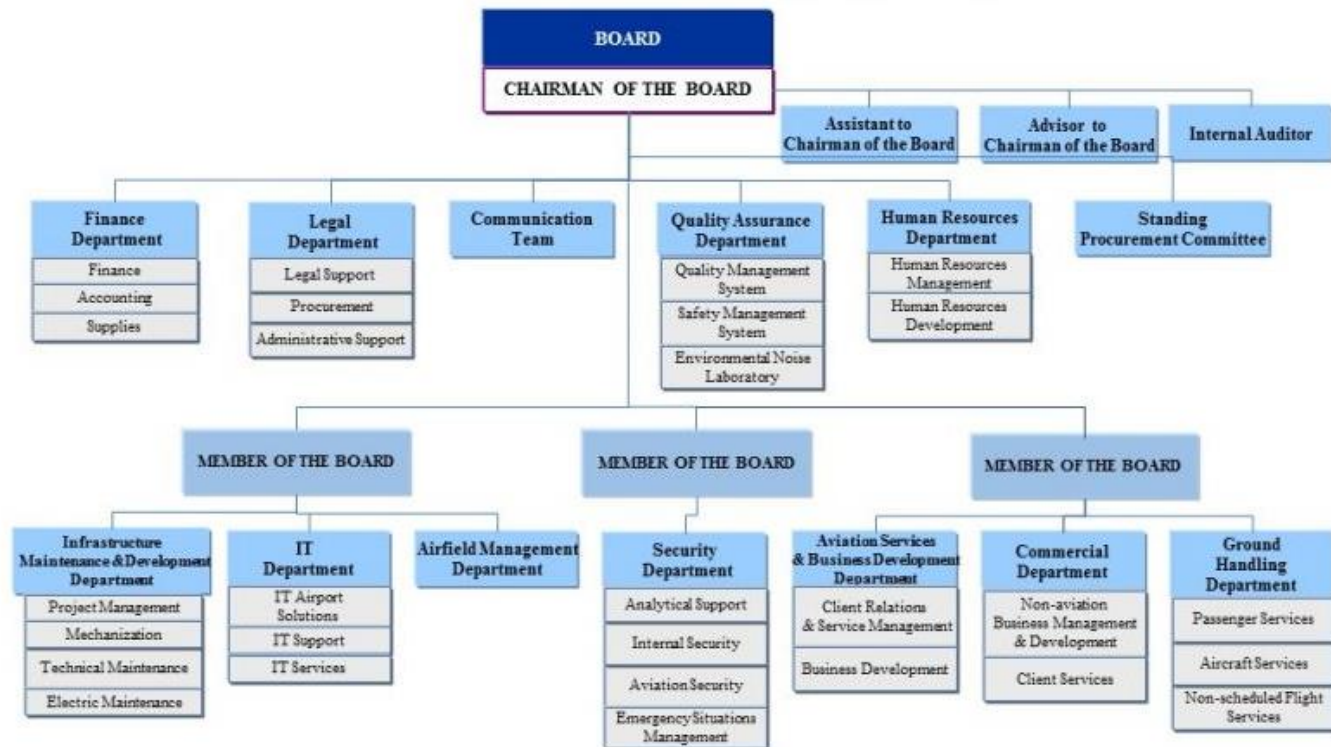 BOARD
CHAIRMAN OF THE BOARD
Assistant to
Chairman of the Board
Advisor to
Chairman of the Board
Internal Auditor
Finance
Department
Finance
Accounting
Supplies
Legal
Department
Legal Support
Procurement
Administrative Support
Communication
Team
Quality Assurance
Department
Quality Management
System
Safety Management
System
Environmental Noise
Laboratory
Human Resources
Department
Human Resources
Management
Human Resources
Development
Standing
Procurement Committee
MEMBER OF THE BOARD
MEMBER OF THE BOARD
MEMBER OF THE BOARD
Infrastructure
Maintenance & Development
Department
Project Management
Mechanization
Technical Maintenance
Electric Maintenance
IT
Department
IT Airport
Solutions
IT Support
IT Services
Airfield Management
Department
Security
Department
Analytical Support
Internal Security
Aviation Security
Emergency Situations
Management
Aviation Services
& Business Development
Department
Client Relations
& Service Management
Business Development
Commercial
Department
Non-aviation
Business Management
& Development
Client Services
Ground
Handling
Department
Passenger Services
Aircraft Services
Non-scheduled Flight
Services